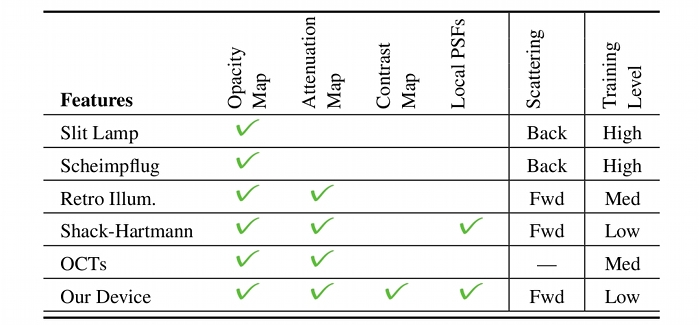 Features Opacity Map Attenuation Map Contrast Map Local PSFs Scattering Training Level
Slit Lamp ✓ Back High
Scheimpflug ✓ Back High
Retro Illum. ✓ ✓ Fwd Med
Shack-Hartmann ✓ ✓ ✓ Fwd Low
OCTs ✓ ✓ — Med
Our Device ✓ ✓ ✓ ✓ Fwd Low